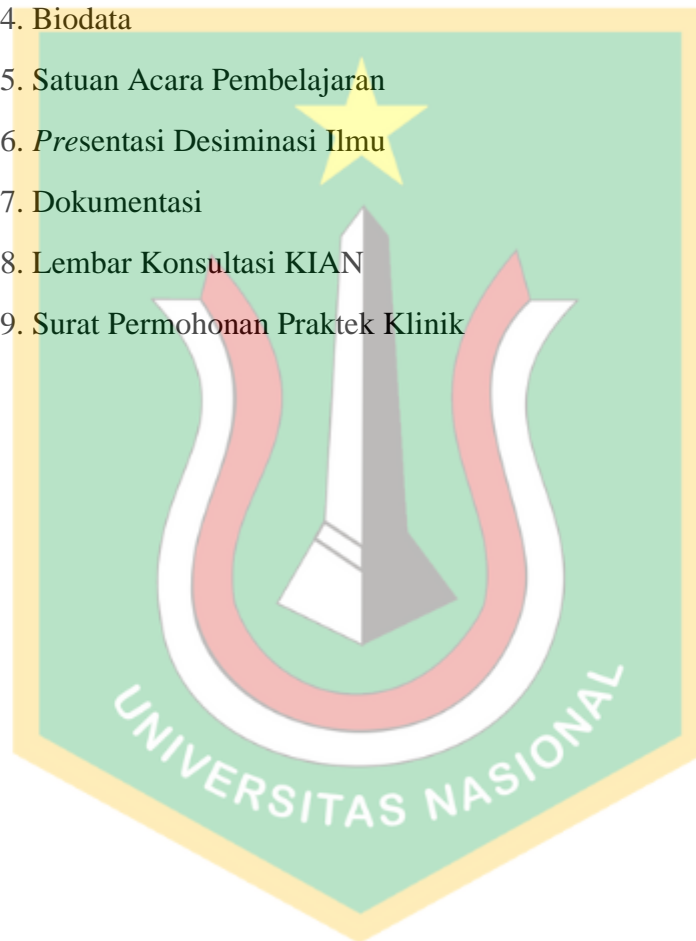 4. Biodata
5. Satuan Acara Pembelajaran
6. Presentasi Desiminasi Ilmu
7. Dokumentasi
8. Lembar Konsultasi KIAN
9. Surat Permohonan Praktek Klinik
UNIVERSITAS NASIONAL